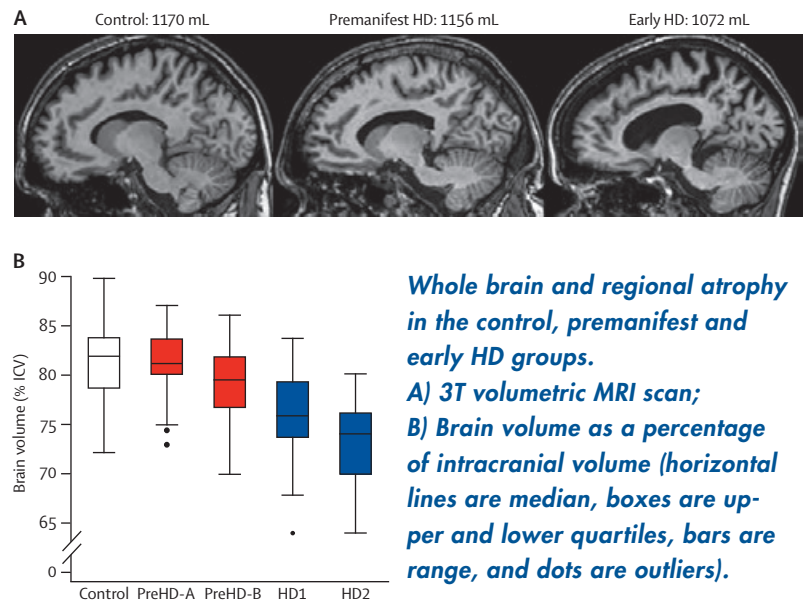 A
Control: 1170 mL
Premanifest HD: 1156 mL
Early HD: 1072 mL
B
Brain volume (% ICV)
90
85
80
75
70
65
0
Control
PreHD-A
PreHD-B
HD1
HD2
Whole brain and regional atrophy
in the control, premanifest and
early HD groups.
A) 3T volumetric MRI scan;
B) Brain volume as a percentage
of intracranial volume (horizontal
lines are median, boxes are up-
per and lower quartiles, bars are
range, and dots are outliers).